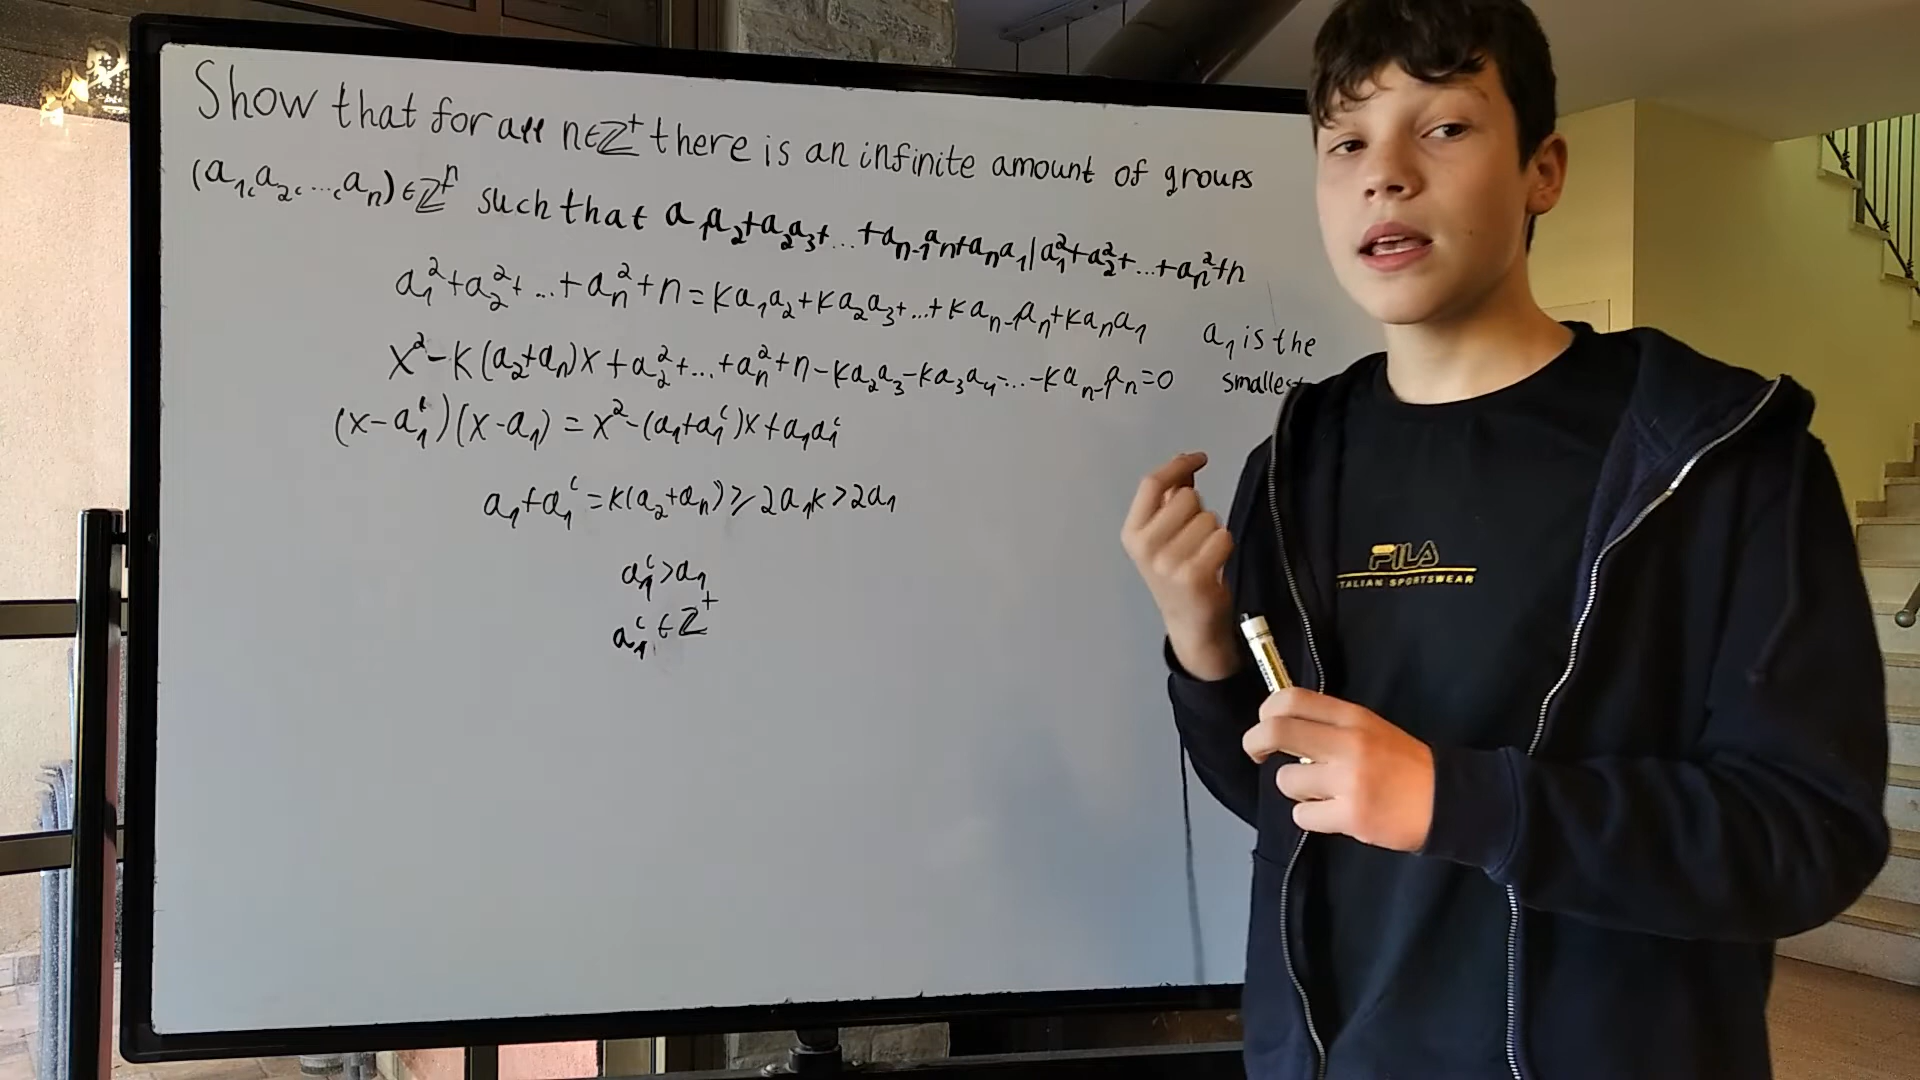 Show that for all n∈ℤ⁺ there is an infinite amount of groups
(a₁, a₂, ..., aₙ)∈ℤⁿ such that a₁a₂+a₂a₃+...+aₙ₋₁aₙ+aₙa₁|a₁²+a₂²+...+aₙ²+n
a₁²+a₂²+...+aₙ²+n=Ka₁a₂+Ka₂a₃+...+Kaₙ₋₁aₙ+Kaₙa₁
a₁ is the
smallest
x²-K(a₂+aₙ)x+a₂²+...+aₙ²+n-Ka₂a₃-Ka₃a₄-...-Kaₙ₋₁aₙ=0
(x-a₁')(x-a₁)=x²-(a₁+a₁')x+a₁a₁'
a₁+a₁'=K(a₂+aₙ)≥2a₁K>2a₁
a₁'>a₁
a₁'∈ℤ⁺
FILA
ITALIAN SPORTSWEAR